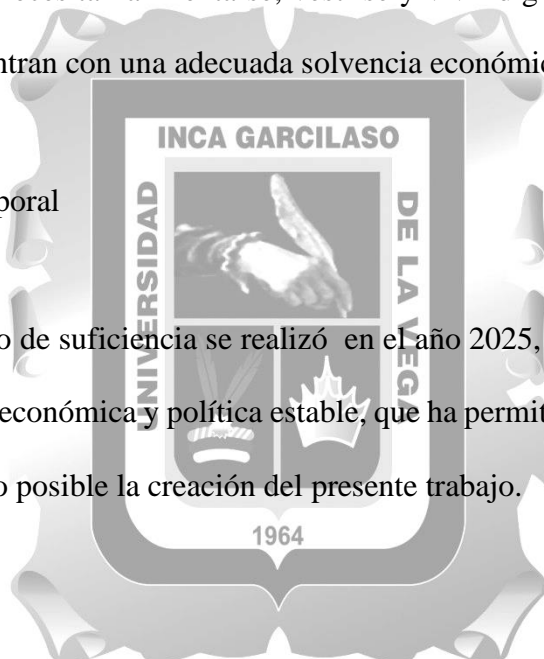 ntran con una adecuada solvencia económic
INCA GARCILASO
UNIVERSIDAD
DE LA VEGA
poral
o de suficiencia se realizó en el año 2025,
económica y política estable, que ha permit
o posible la creación del presente trabajo.
1964